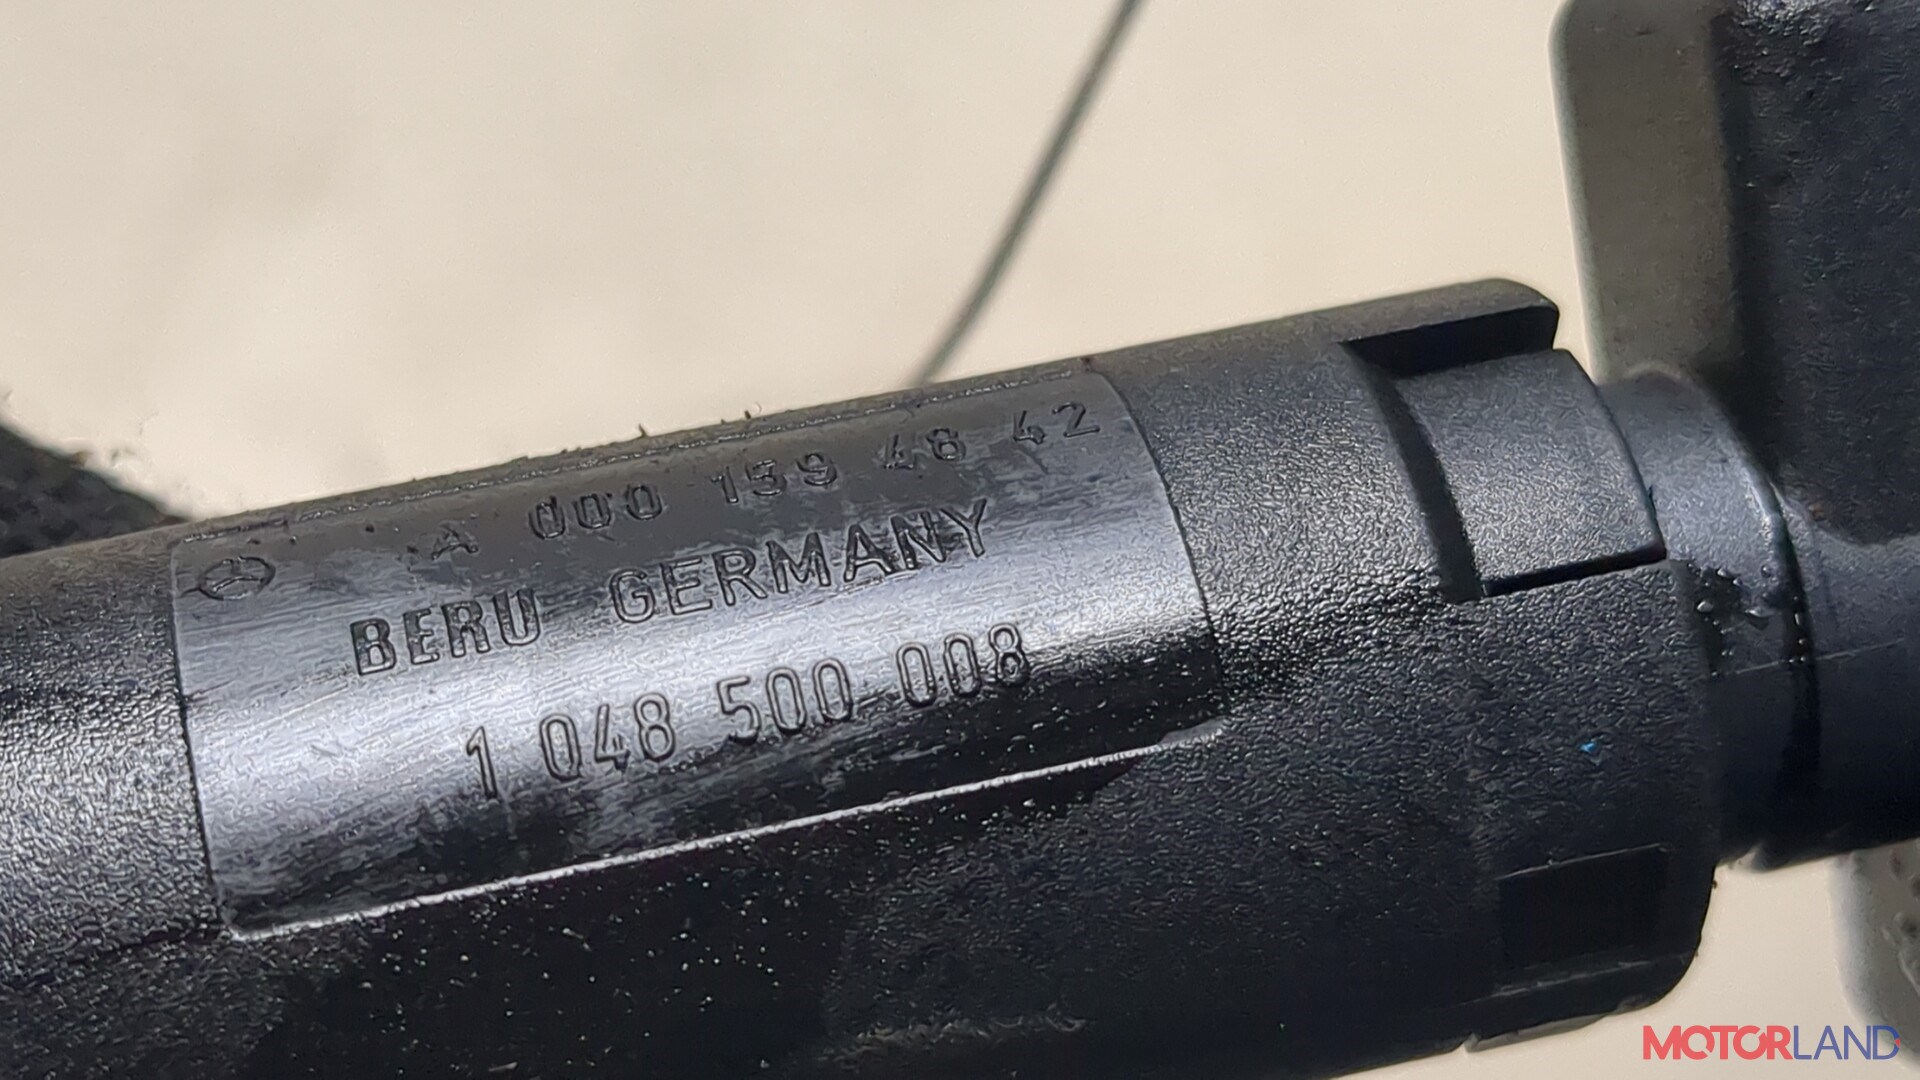 A 000 159 48 42
BERU GERMANY
1 048 500 008
MOTORLAND